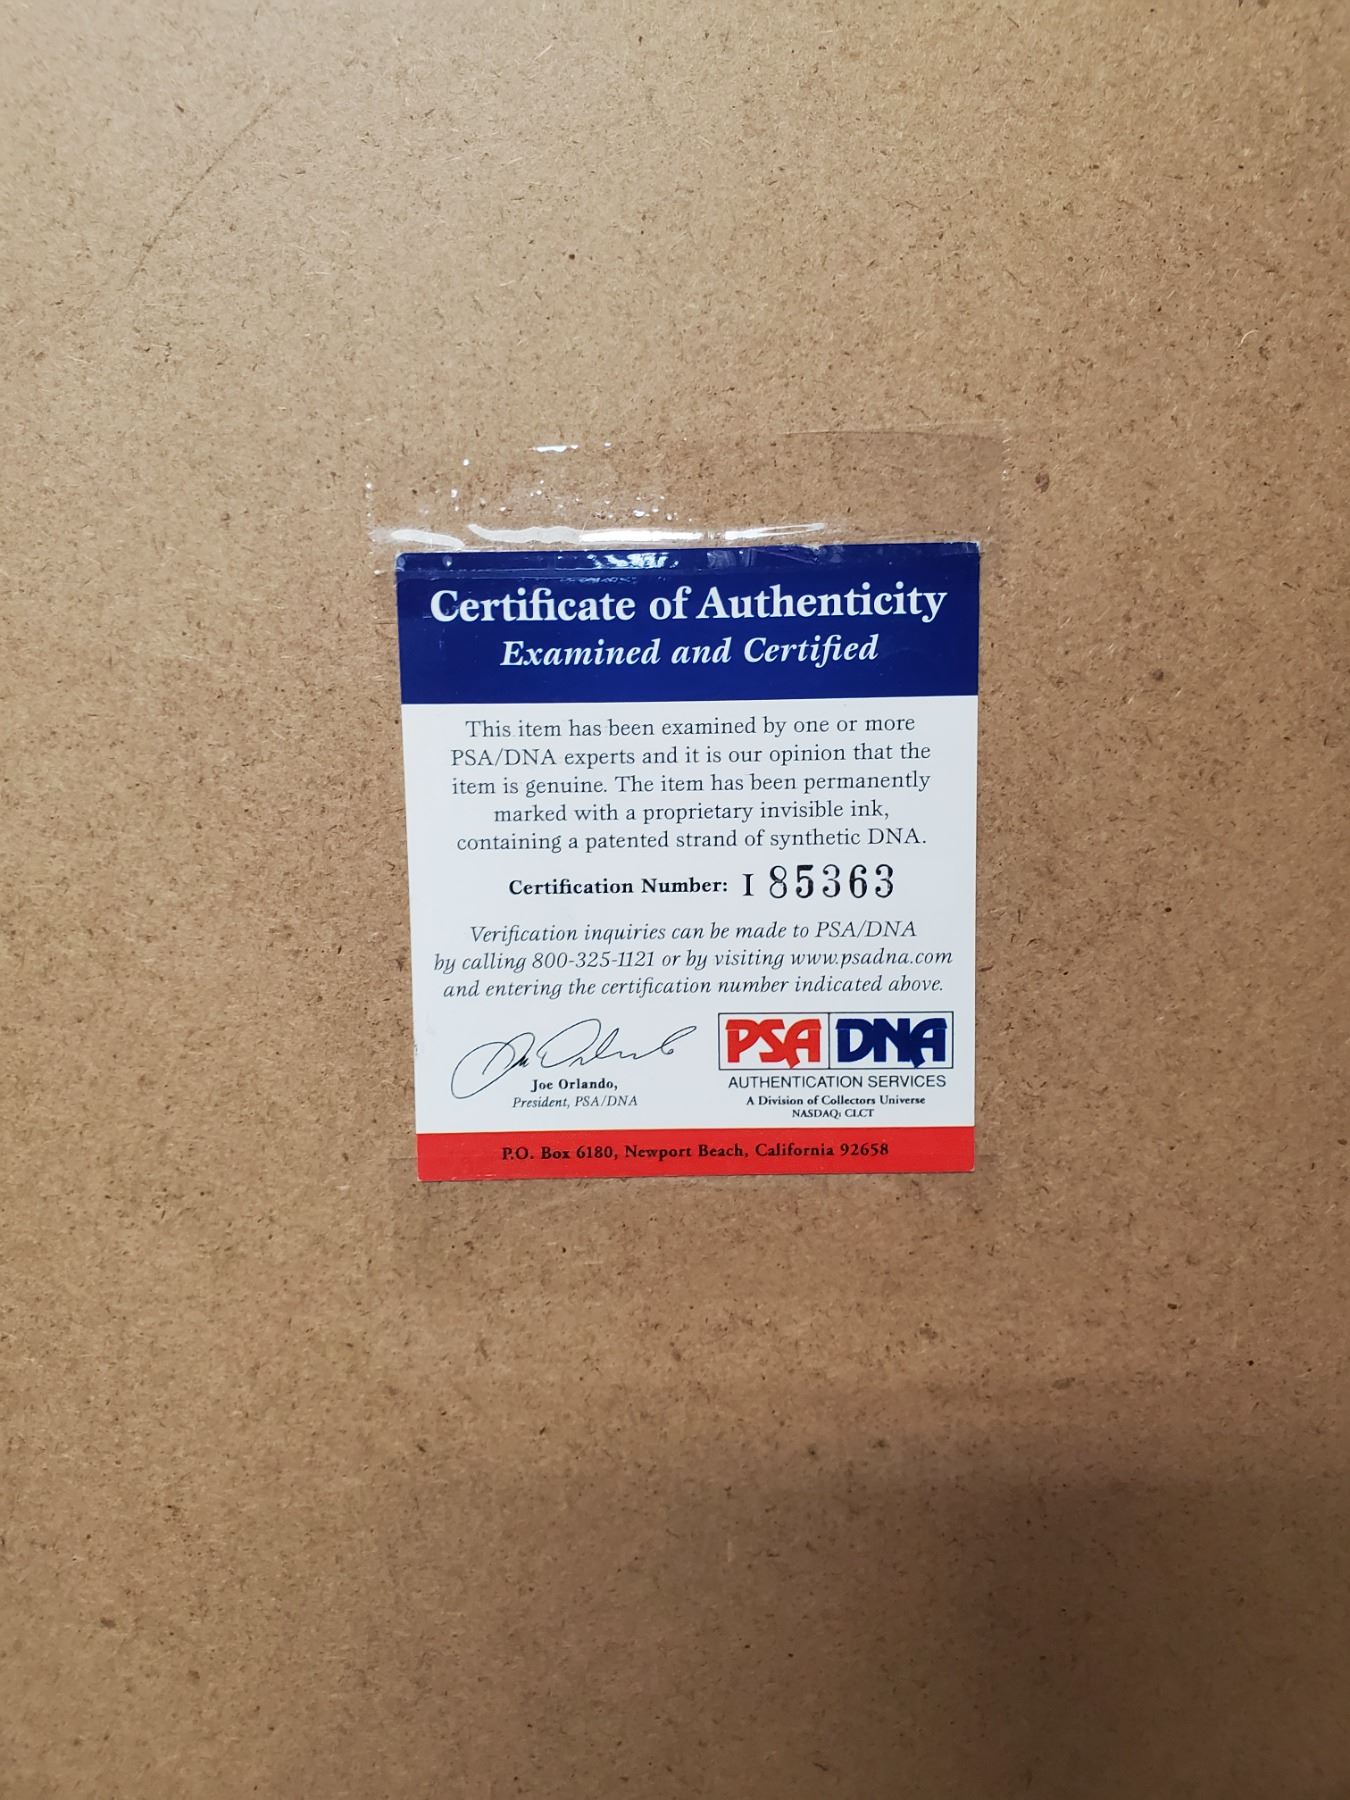 Certificate of Authenticity
Examined and Certified
This item has been examined by one or more
PSA/DNA experts and it is our opinion that the
item is genuine. The item has been permanently
marked with a proprietary invisible ink,
containing a patented strand of synthetic DNA.
Certification Number: I 85363
Verification inquiries can be made to PSA/DNA
by calling 800-325-1121 or by visiting www.psadna.com
and entering the certification number indicated above.
Joe Orlando,
President, PSA/DNA
PSA DNA
AUTHENTICATION SERVICES
A Division of Collectors Universe
NASDAQ: CLCT
P.O. Box 6180, Newport Beach, California 92658